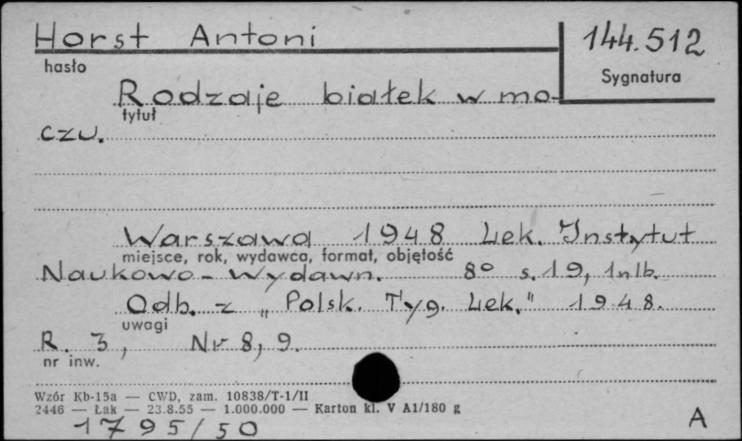 Horst Antoni
144.512
hasło
Sygnatura
Rodzaje białek w mo-
tytuł
czu.
Warszawa 1948 Lek. Instytut
miejsce, rok, wydawca, format, objętość
Naukowo-Wydawn. 8° s. 19, 1nlb.
Odb. z „Polsk. Tyg. Lek." 1948.
uwagi
R. 3, Nr 8, 9.
nr inw.
Wzór Kb-15a — CWD, zam. 10838/T-1/II
2446 — Łak — 23.8.55 — 1.000.000 — Karton kl. V A1/180 g
1795/50
A